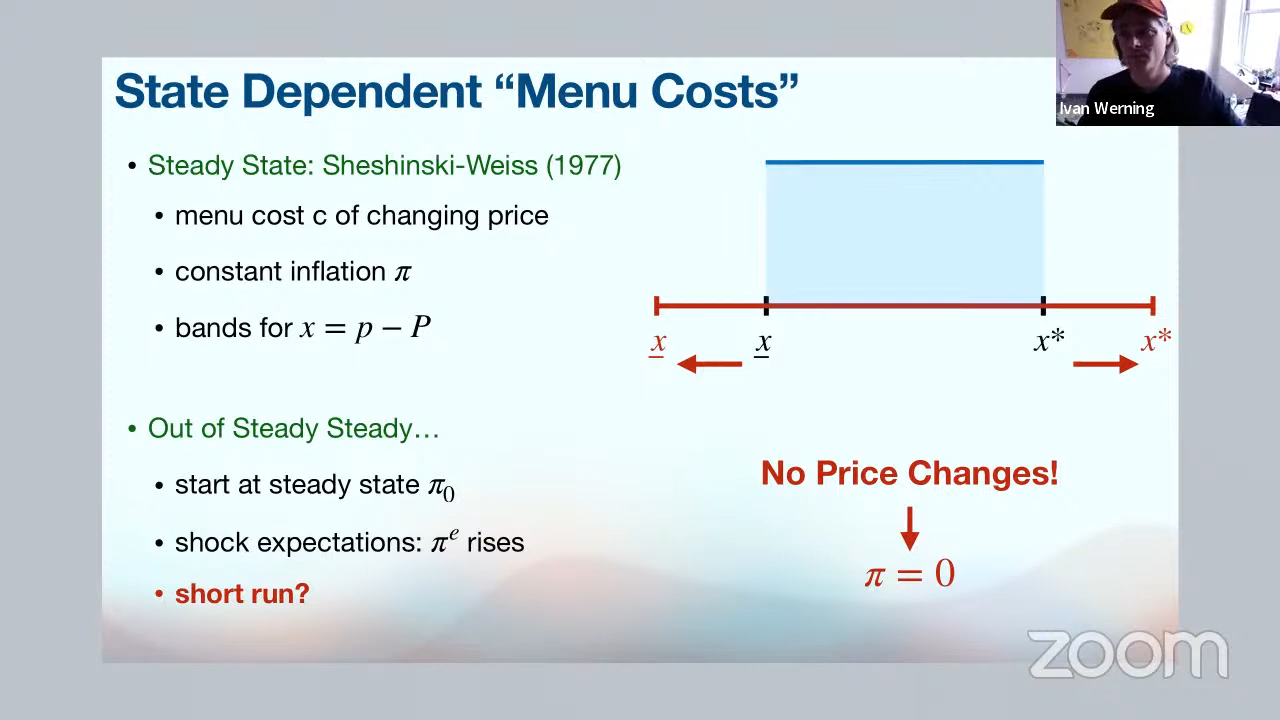 State Dependent “Menu Costs”
Ivan Werning
• Steady State: Sheshinski-Weiss (1977)
• menu cost c of changing price
• constant inflation π
• bands for x = p − P
x x x* x*
• Out of Steady Steady…
• start at steady state π₀
• shock expectations: πᵉ rises
• short run?
No Price Changes!
π = 0
zoom